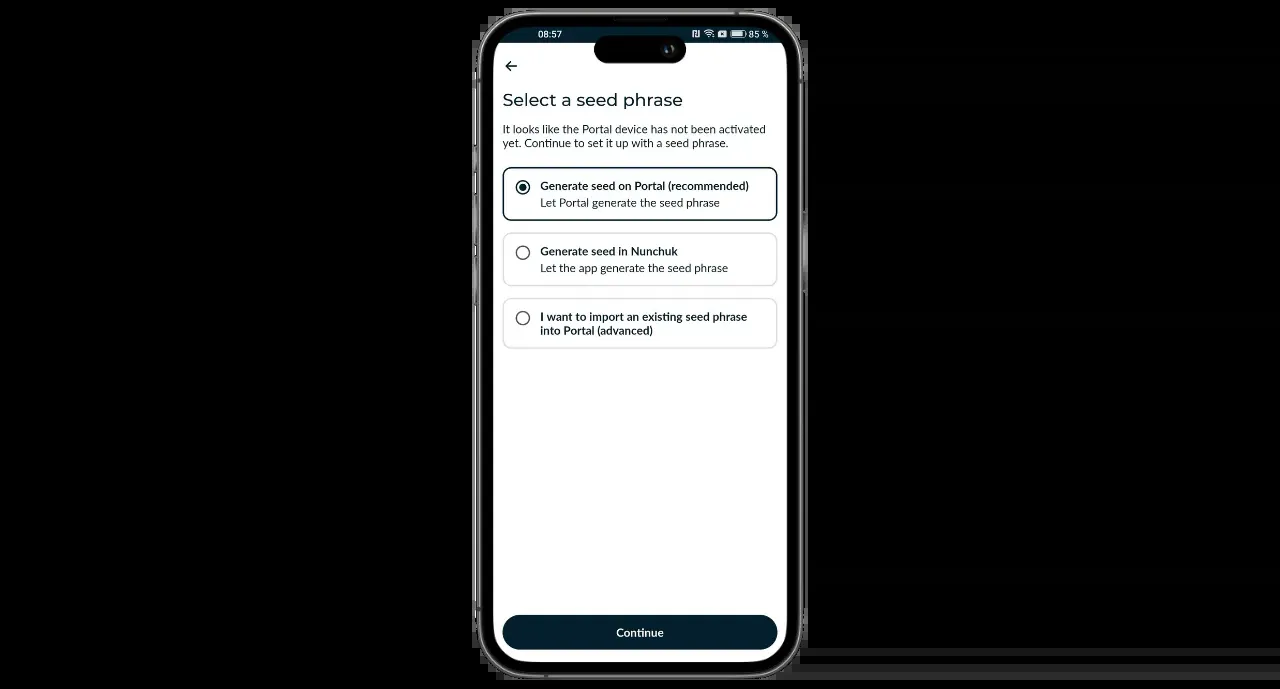 08:57 85 %
Select a seed phrase
It looks like the Portal device has not been activated
yet. Continue to set it up with a seed phrase.
Generate seed on Portal (recommended)
Let Portal generate the seed phrase
Generate seed in Nunchuk
Let the app generate the seed phrase
I want to import an existing seed phrase
into Portal (advanced)
Continue